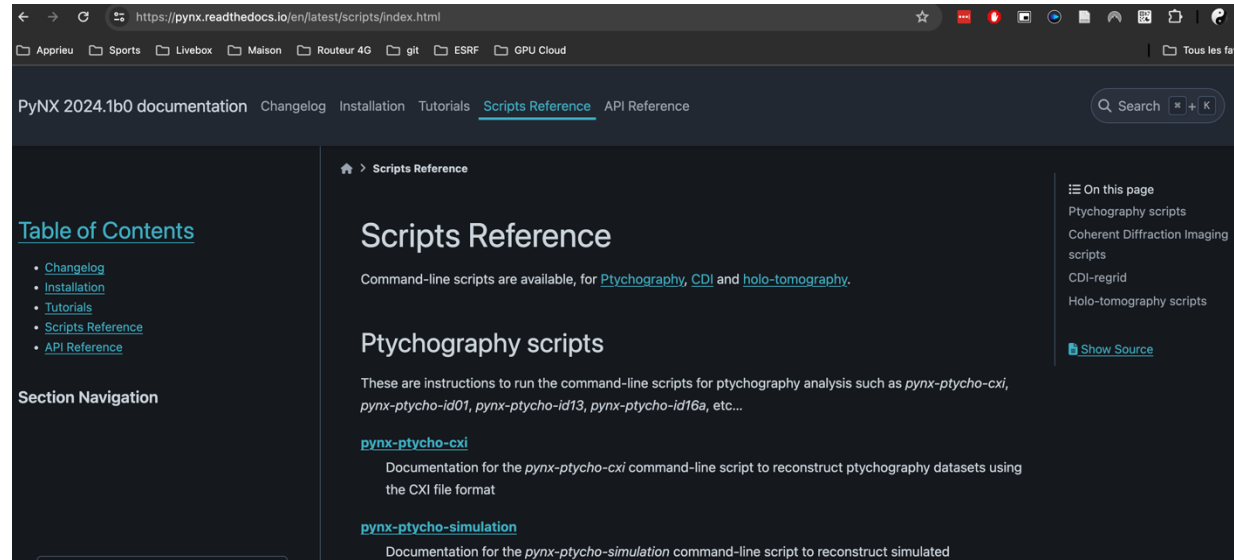 https://pynx.readthedocs.io/en/latest/scripts/index.html
Apprieu Sports Livebox Maison Routeur 4G git ESRF GPU Cloud Tous les fa
PyNX 2024.1b0 documentation Changelog Installation Tutorials Scripts Reference API Reference Search ⌘ + K
> Scripts Reference
Table of Contents
• Changelog
• Installation
• Tutorials
• Scripts Reference
• API Reference
Section Navigation
Scripts Reference
Command-line scripts are available, for Ptychography, CDI and holo-tomography.
Ptychography scripts
These are instructions to run the command-line scripts for ptychography analysis such as pynx-ptycho-cxi,
pynx-ptycho-id01, pynx-ptycho-id13, pynx-ptycho-id16a, etc...
pynx-ptycho-cxi
Documentation for the pynx-ptycho-cxi command-line script to reconstruct ptychography datasets using
the CXI file format
pynx-ptycho-simulation
Documentation for the pynx-ptycho-simulation command-line script to reconstruct simulated
On this page
Ptychography scripts
Coherent Diffraction Imaging
scripts
CDI-regrid
Holo-tomography scripts
Show Source